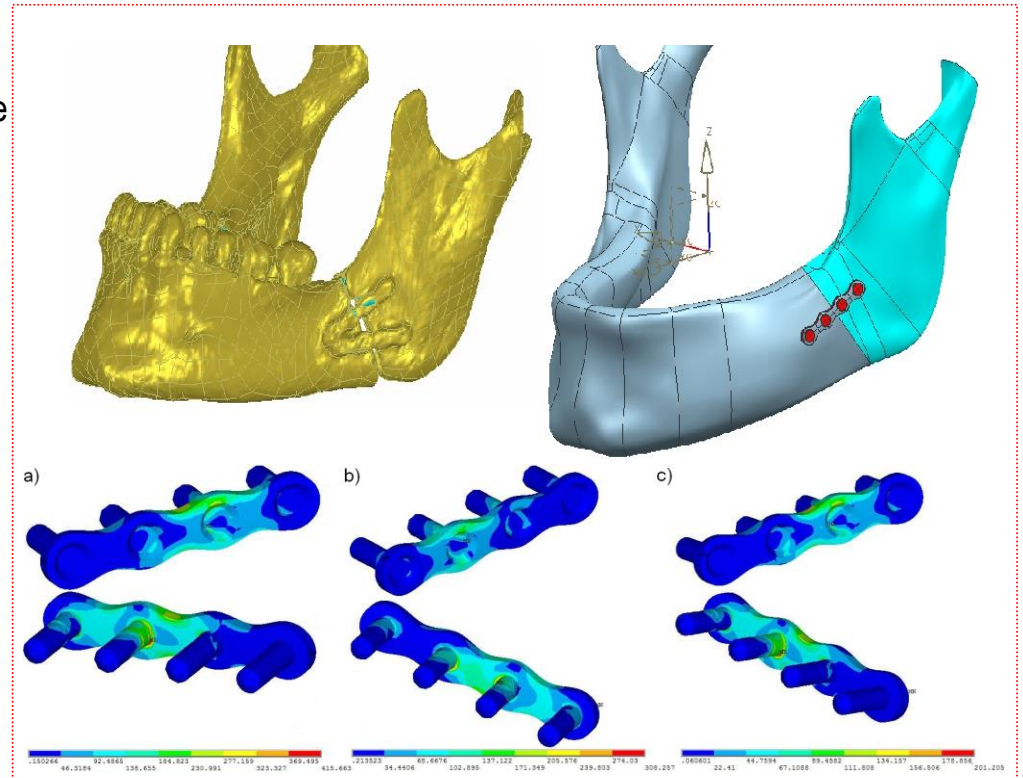 e
Z
a)
b)
c)
.150266 92.4865 184.823 277.159 369.495
46.3184 138.655 230.991 323.327 415.663
.213523 68.6676 137.122 205.576 274.03
34.4406 102.895 171.349 239.803 308.257
.060601 44.7594 89.4582 134.157 178.856
22.41 67.1088 111.808 156.506 201.205